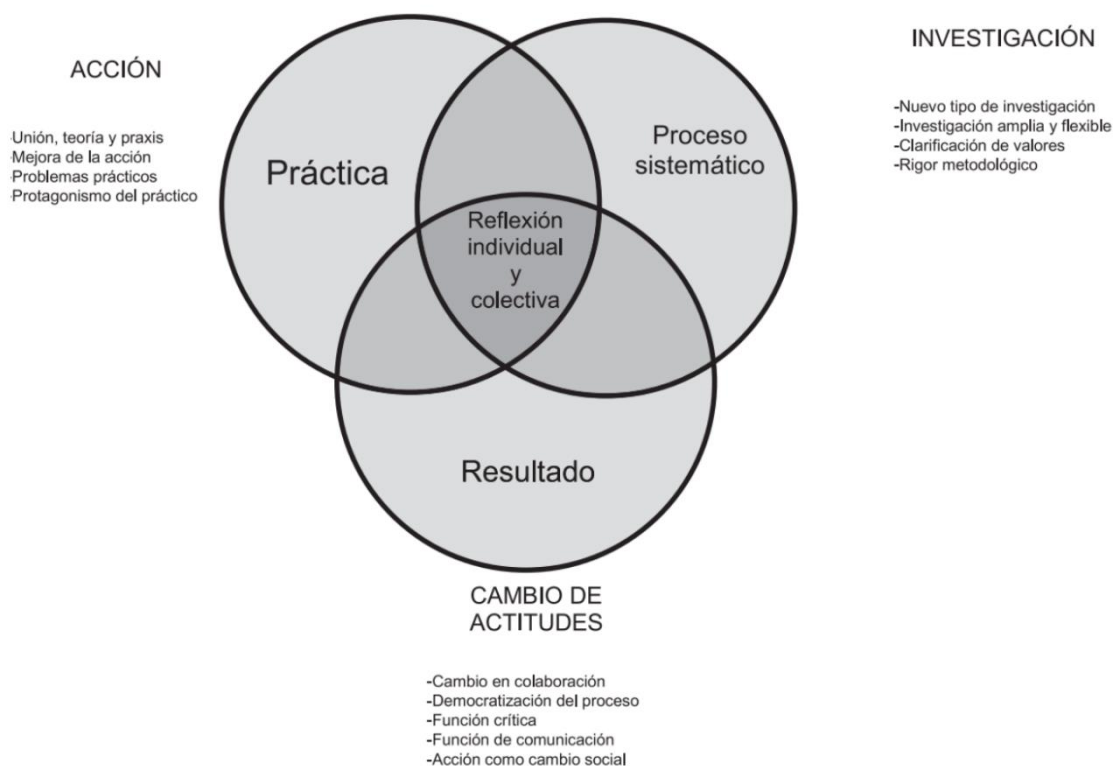 ACCIÓN
-Unión, teoría y praxis
-Mejora de la acción
-Problemas prácticos
-Protagonismo del práctico
INVESTIGACIÓN
-Nuevo tipo de investigación
-Investigación amplia y flexible
-Clarificación de valores
-Rigor metodológico
Práctica
Proceso
sistemático
Reflexión
individual
y
colectiva
Resultado
CAMBIO DE
ACTITUDES
-Cambio en colaboración
-Democratización del proceso
-Función crítica
-Función de comunicación
-Acción como cambio social